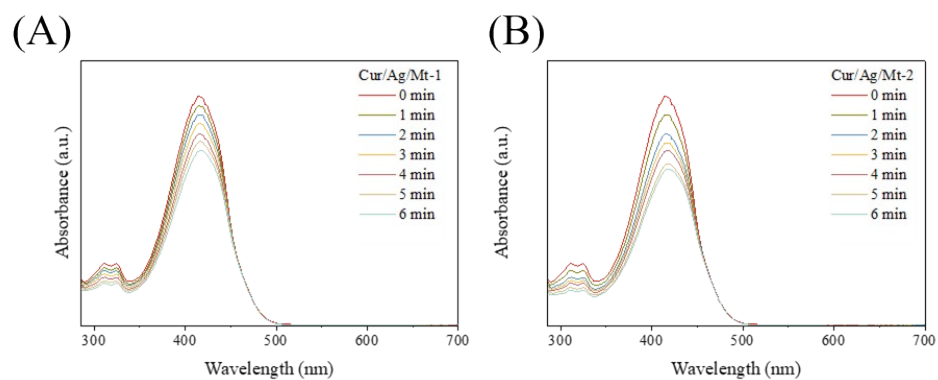 (A)
Absorbance (a.u.)
Cur/Ag/Mt-1
0 min
1 min
2 min
3 min
4 min
5 min
6 min
300 400 500 600 700
Wavelength (nm)
(B)
Absorbance (a.u.)
Cur/Ag/Mt-2
0 min
1 min
2 min
3 min
4 min
5 min
6 min
300 400 500 600 700
Wavelength (nm)